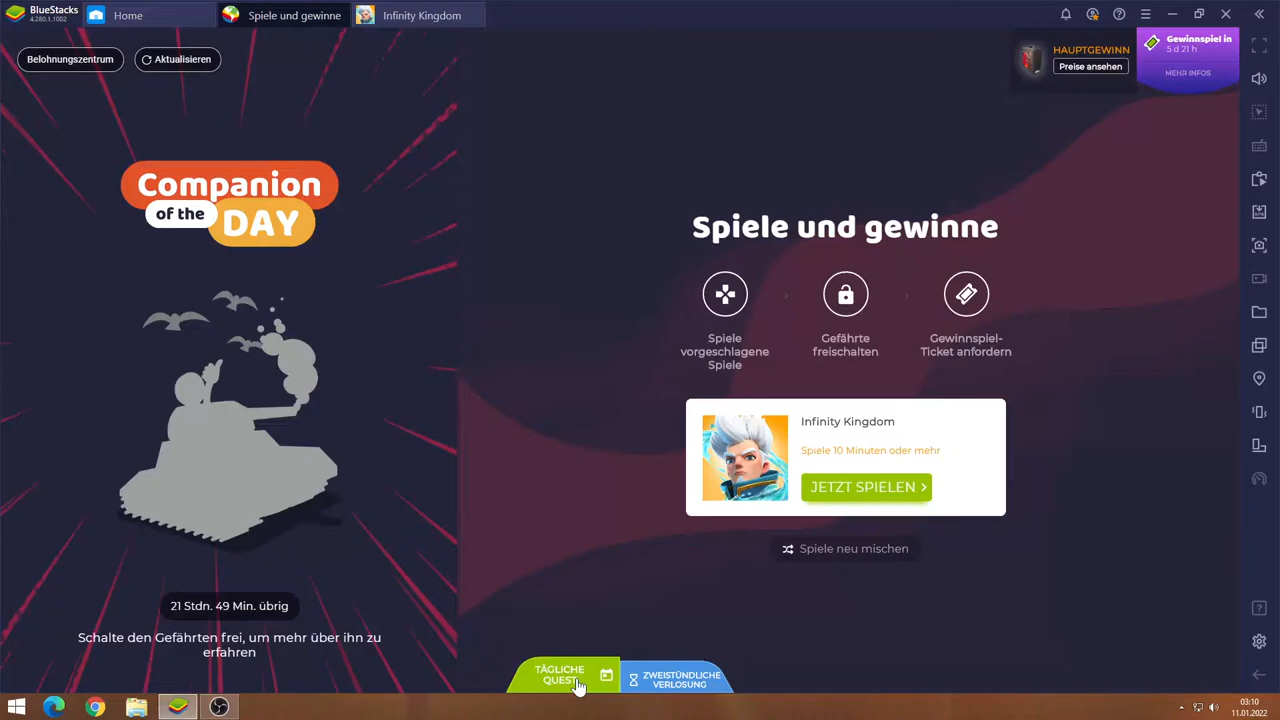 BlueStacks
4.280.1.1002
Home
Spiele und gewinne
Infinity Kingdom
Belohnungszentrum
Aktualisieren
HAUPTGEWINN
Preise ansehen
Gewinnspiel in
5 d 21 h
MEHR INFOS
Companion
of the
DAY
Spiele und gewinne
Spiele
vorgeschlagene
Spiele
Gefährte
freischalten
Gewinnspiel-
Ticket anfordern
Infinity Kingdom
Spiele 10 Minuten oder mehr
JETZT SPIELEN
Spiele neu mischen
21 Stdn. 49 Min. übrig
Schalte den Gefährten frei, um mehr über ihn zu
erfahren
TÄGLICHE
QUEST
ZWEISTÜNDLICHE
VERLOSUNG
03:10
11.01.2022